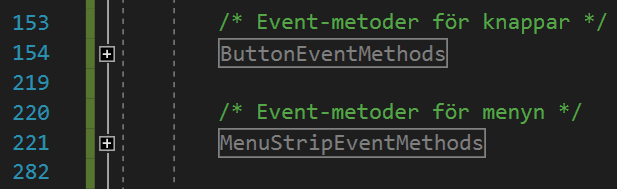 153 /* Event-metoder för knappar */
154 ButtonEventMethods
219
220 /* Event-metoder för menyn */
221 MenuStripEventMethods
282